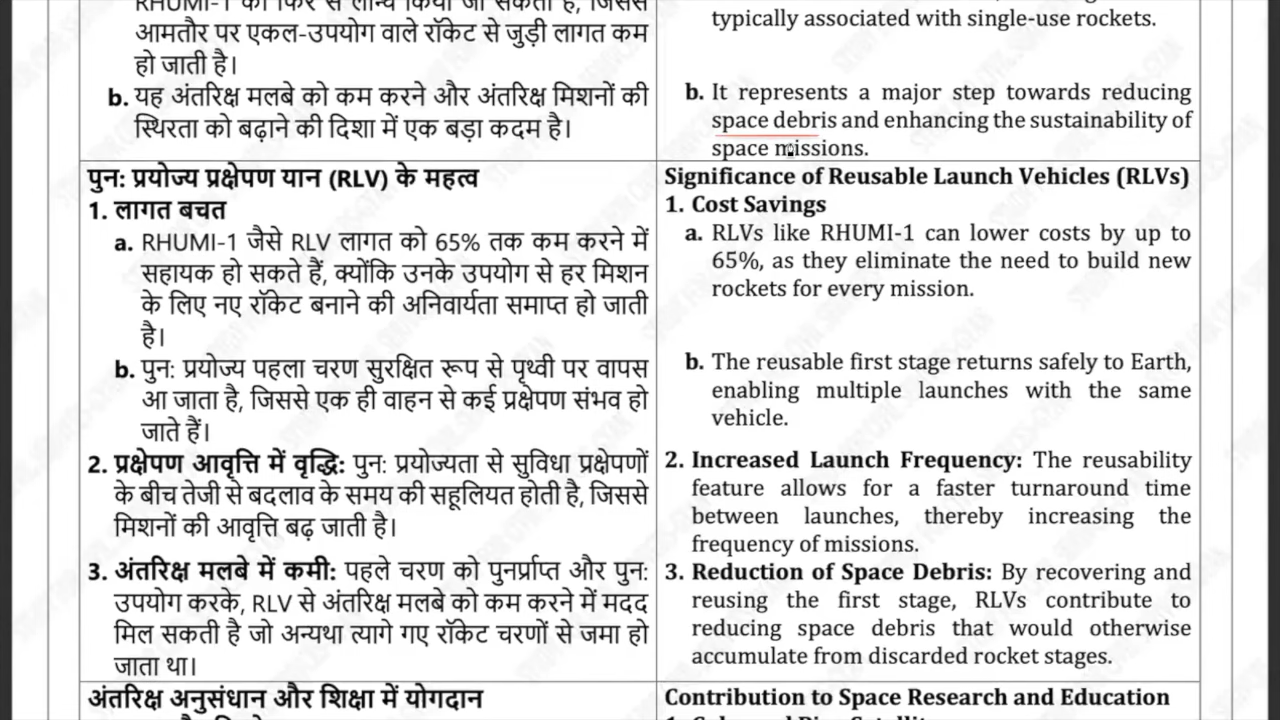 RHUMI-1 को फिर से लॉन्च किया जा सकता है, जिससे
आमतौर पर एकल-उपयोग वाले रॉकेट से जुड़ी लागत कम
हो जाती है।
b. यह अंतरिक्ष मलबे को कम करने और अंतरिक्ष मिशनों की
स्थिरता को बढ़ाने की दिशा में एक बड़ा कदम है।
पुन: प्रयोज्य प्रक्षेपण यान (RLV) के महत्व
1. लागत बचत
a. RHUMI-1 जैसे RLV लागत को 65% तक कम करने में
सहायक हो सकते हैं, क्योंकि उनके उपयोग से हर मिशन
के लिए नए रॉकेट बनाने की अनिवार्यता समाप्त हो जाती
है।
b. पुन: प्रयोज्य पहला चरण सुरक्षित रूप से पृथ्वी पर वापस
आ जाता है, जिससे एक ही वाहन से कई प्रक्षेपण संभव हो
जाते हैं।
2. प्रक्षेपण आवृत्ति में वृद्धि: पुन: प्रयोज्यता से सुविधा प्रक्षेपणों
के बीच तेजी से बदलाव के समय की सहूलियत होती है, जिससे
मिशनों की आवृत्ति बढ़ जाती है।
3. अंतरिक्ष मलबे में कमी: पहले चरण को पुनर्प्राप्त और पुन:
उपयोग करके, RLV से अंतरिक्ष मलबे को कम करने में मदद
मिल सकती है जो अन्यथा त्यागे गए रॉकेट चरणों से जमा हो
जाता था।
अंतरिक्ष अनुसंधान और शिक्षा में योगदान
typically associated with single-use rockets.
b. It represents a major step towards reducing
space debris and enhancing the sustainability of
space missions.
Significance of Reusable Launch Vehicles (RLVs)
1. Cost Savings
a. RLVs like RHUMI-1 can lower costs by up to
65%, as they eliminate the need to build new
rockets for every mission.
b. The reusable first stage returns safely to Earth,
enabling multiple launches with the same
vehicle.
2. Increased Launch Frequency: The reusability
feature allows for a faster turnaround time
between launches, thereby increasing the
frequency of missions.
3. Reduction of Space Debris: By recovering and
reusing the first stage, RLVs contribute to
reducing space debris that would otherwise
accumulate from discarded rocket stages.
Contribution to Space Research and Education